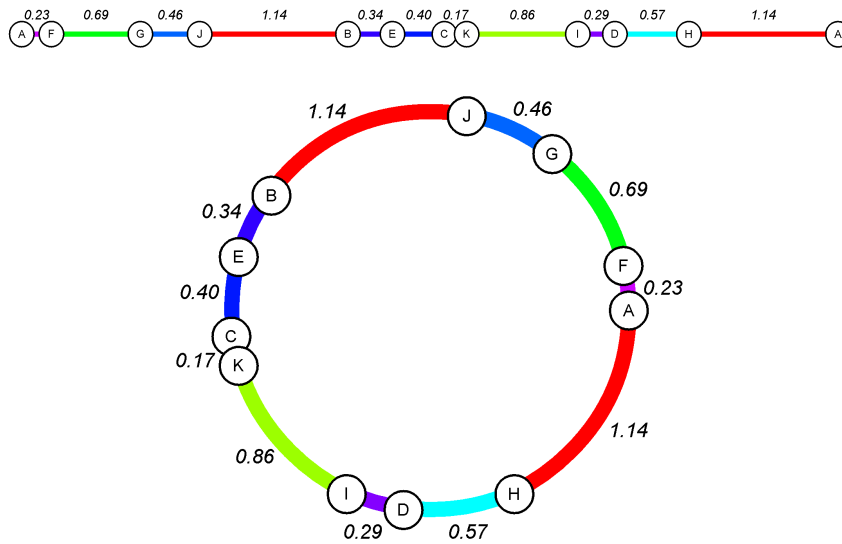 0.23 0.69 0.46 1.14 0.34 0.40 0.17 0.86 0.29 0.57 1.14
A F G J B E C K I D H A
1.14 J 0.46
G
0.69
B
0.34
E F
0.40 0.23
A
C
0.17 K
1.14
0.86
I H
D
0.29 0.57